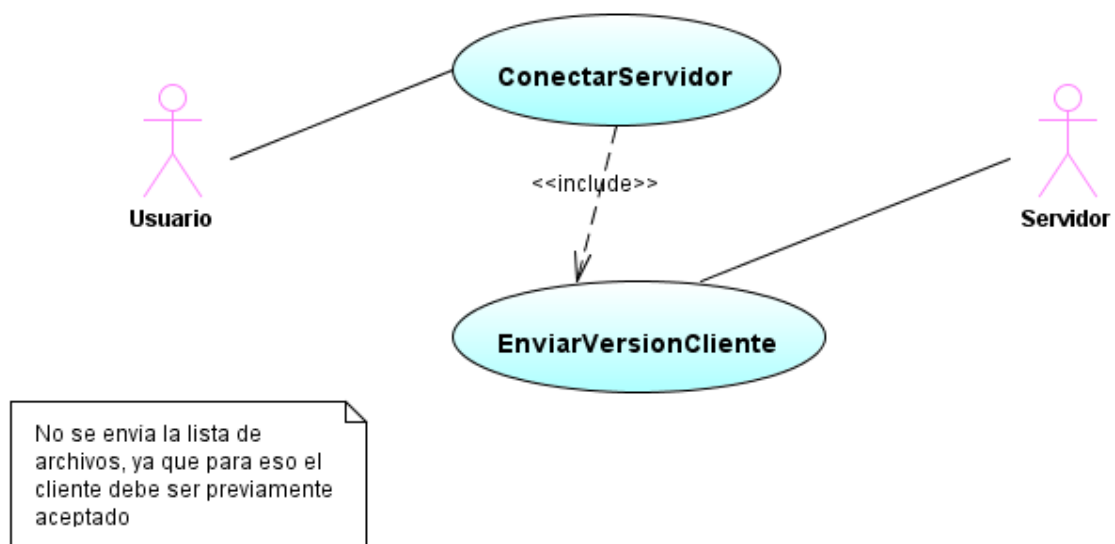 ConectarServidor
<<include>>
Usuario
Servidor
EnviarVersionCliente
No se envia la lista de
archivos, ya que para eso el
cliente debe ser previamente
aceptado